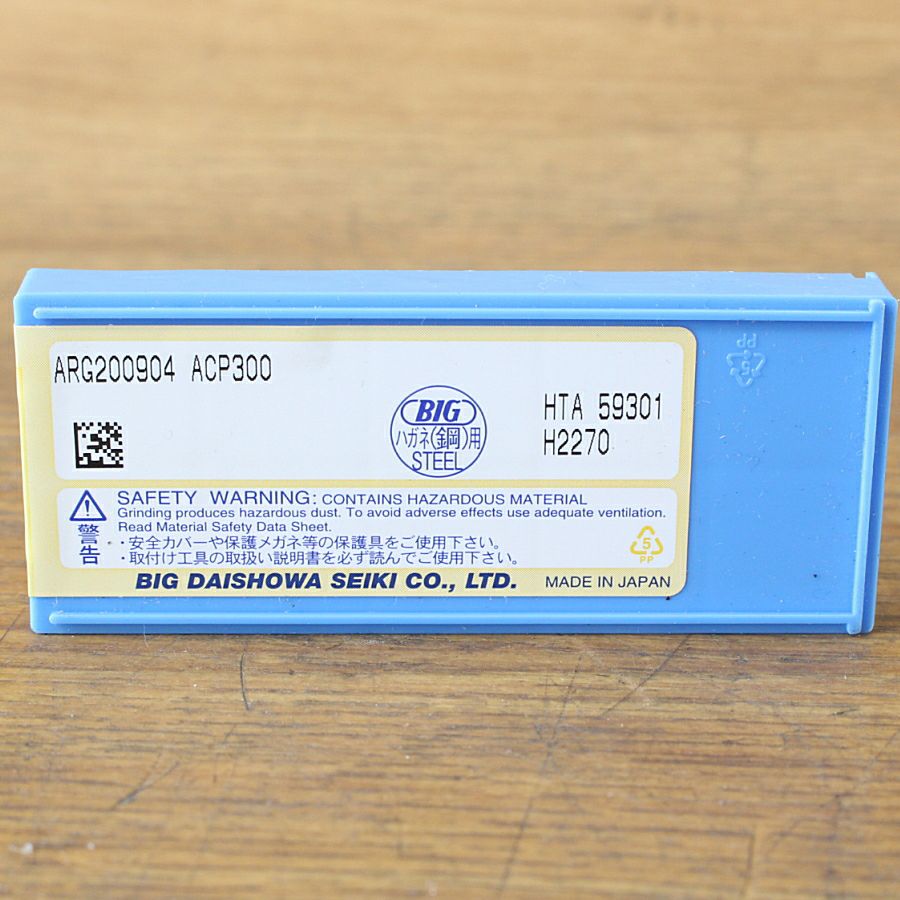 ARG200904 ACP300
BIG
ハガネ(鋼)用
STEEL
HTA 59301
H2270
SAFETY WARNING: CONTAINS HAZARDOUS MATERIAL
Grinding produces hazardous dust. To avoid adverse effects use adequate ventilation.
Read Material Safety Data Sheet.
警告
・安全カバーや保護メガネ等の保護具をご使用下さい。
・取付け工具の取扱い説明書を必ず読んでご使用下さい。
5
PP
BIG DAISHOWA SEIKI CO., LTD.
MADE IN JAPAN
PP
5